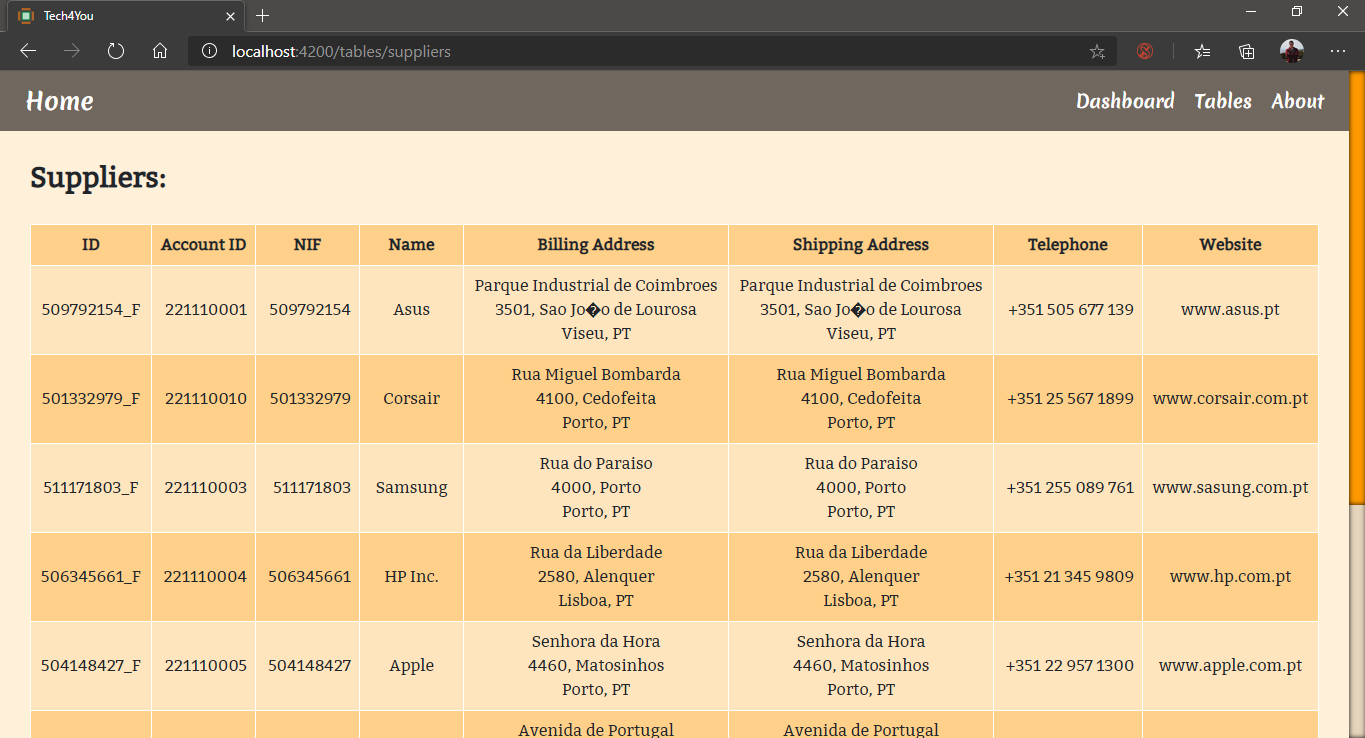 Tech4You
localhost:4200/tables/suppliers
Home
Dashboard Tables About
Suppliers:
ID Account ID NIF Name Billing Address Shipping Address Telephone Website
509792154_F 221110001 509792154 Asus Parque Industrial de Coimbroes 3501, Sao Jo�o de Lourosa Viseu, PT Parque Industrial de Coimbroes 3501, Sao Jo�o de Lourosa Viseu, PT +351 505 677 139 www.asus.pt
501332979_F 221110010 501332979 Corsair Rua Miguel Bombarda 4100, Cedofeita Porto, PT Rua Miguel Bombarda 4100, Cedofeita Porto, PT +351 25 567 1899 www.corsair.com.pt
511171803_F 221110003 511171803 Samsung Rua do Paraiso 4000, Porto Porto, PT Rua do Paraiso 4000, Porto Porto, PT +351 255 089 761 www.sasung.com.pt
506345661_F 221110004 506345661 HP Inc. Rua da Liberdade 2580, Alenquer Lisboa, PT Rua da Liberdade 2580, Alenquer Lisboa, PT +351 21 345 9809 www.hp.com.pt
504148427_F 221110005 504148427 Apple Senhora da Hora 4460, Matosinhos Porto, PT Senhora da Hora 4460, Matosinhos Porto, PT +351 22 957 1300 www.apple.com.pt
Avenida de Portugal Avenida de Portugal